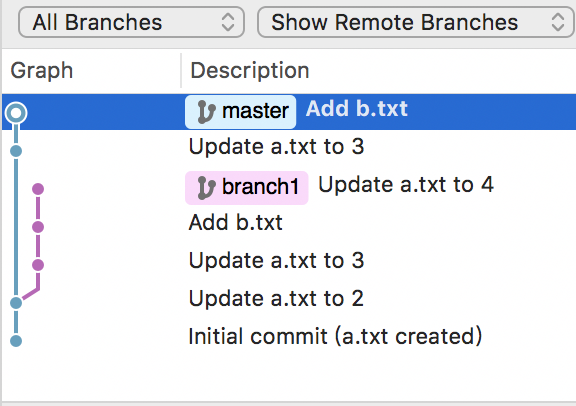 All Branches Show Remote Branches
Graph Description
master Add b.txt
Update a.txt to 3
branch1 Update a.txt to 4
Add b.txt
Update a.txt to 3
Update a.txt to 2
Initial commit (a.txt created)